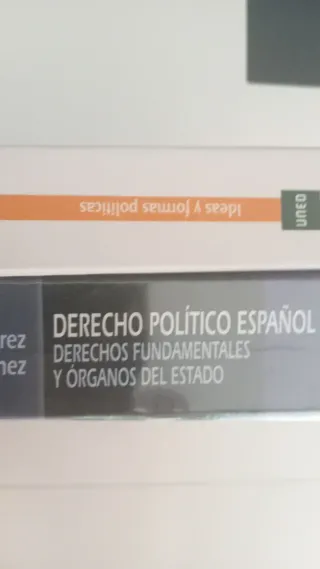 Ideas y formas políticas
UNED
DERECHO POLÍTICO ESPAÑOL
rez
DERECHOS FUNDAMENTALES
nez
Y ÓRGANOS DEL ESTADO